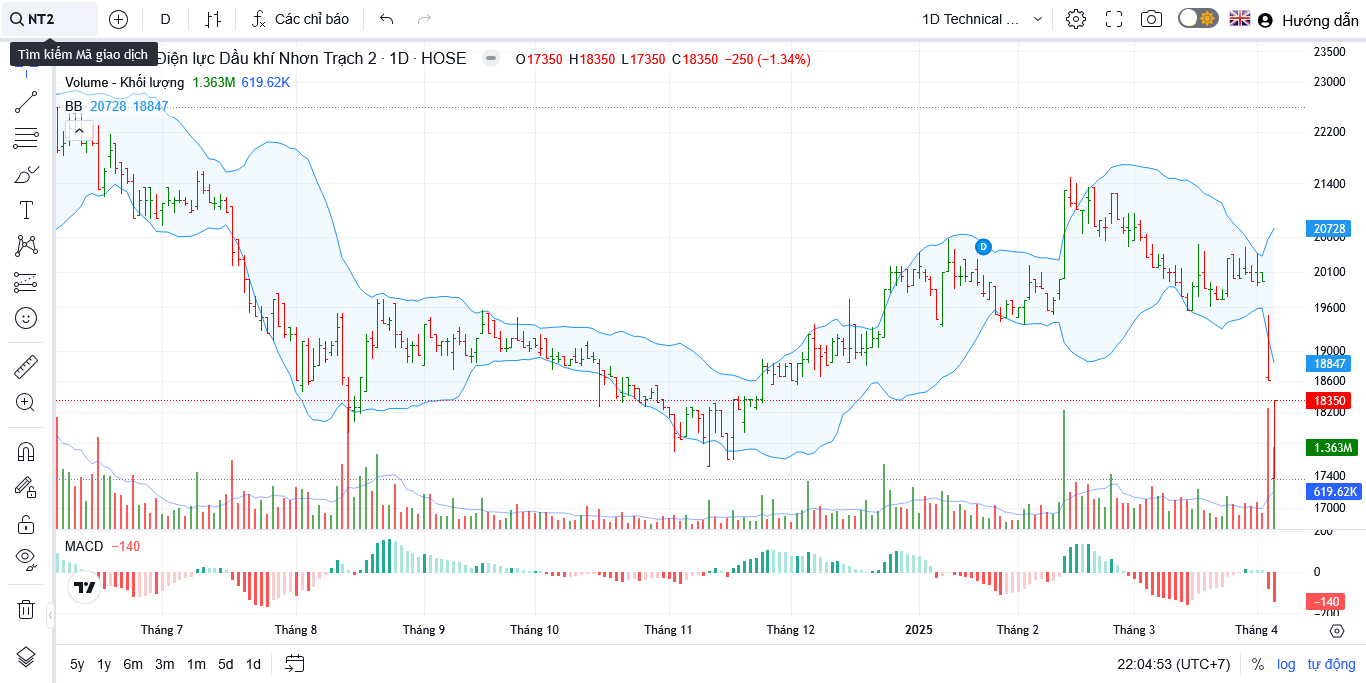 NT2 D Các chỉ báo 1D Technical ... Hướng dẫn
Tìm kiếm Mã giao dịch
Điện lực Dầu khí Nhơn Trạch 2 · 1D · HOSE O17350 H18350 L17350 C18350 −250 (−1.34%)
Volume - Khối lượng 1.363M 619.62K
BB 20728 18847
D
23500
23000
22200
21400
20728
20600
20100
19600
19000
18847
18600
18350
18200
1.363M
17400
619.62K
17000
MACD −140
200
0
−140
−200
Tháng 7 Tháng 8 Tháng 9 Tháng 10 Tháng 11 Tháng 12 2025 Tháng 2 Tháng 3 Tháng 4
5y 1y 6m 3m 1m 5d 1d 22:04:53 (UTC+7) % log tự động